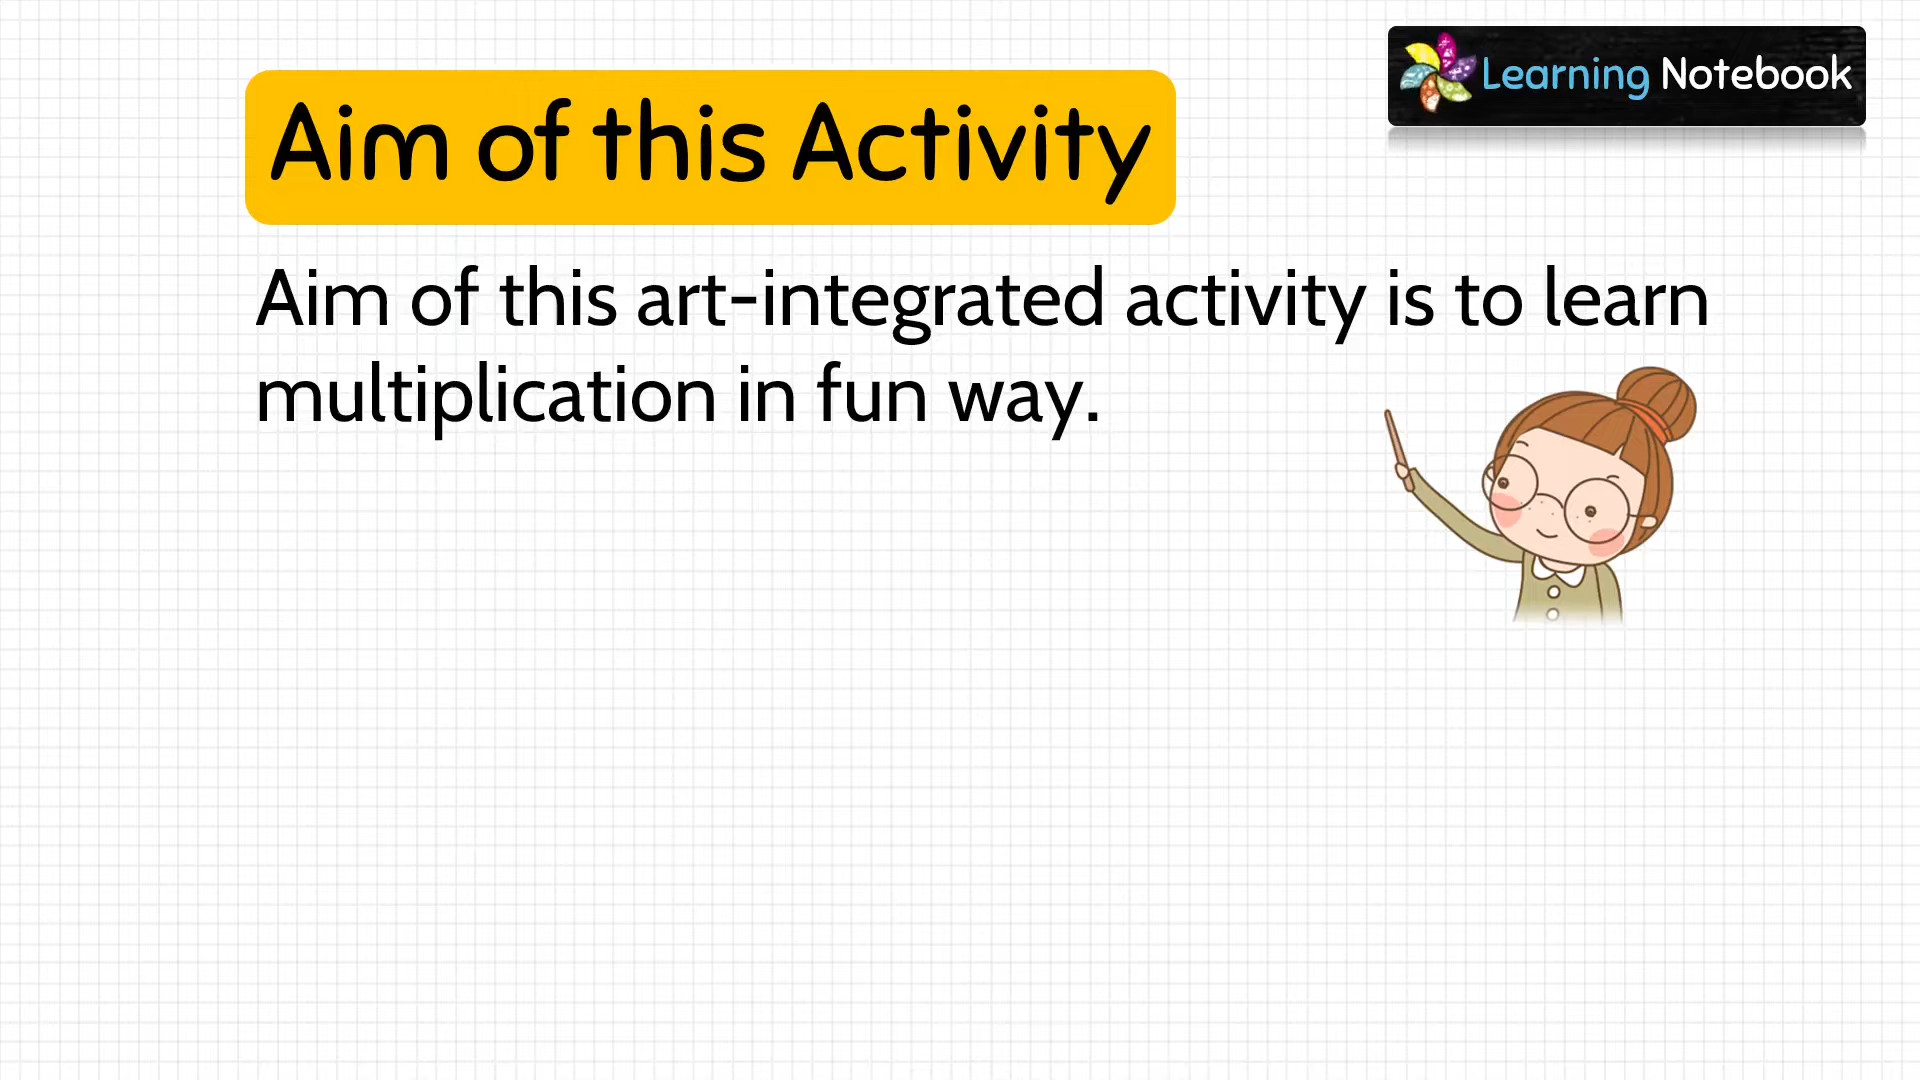 Learning Notebook
Aim of this Activity
Aim of this art-integrated activity is to learn
multiplication in fun way.